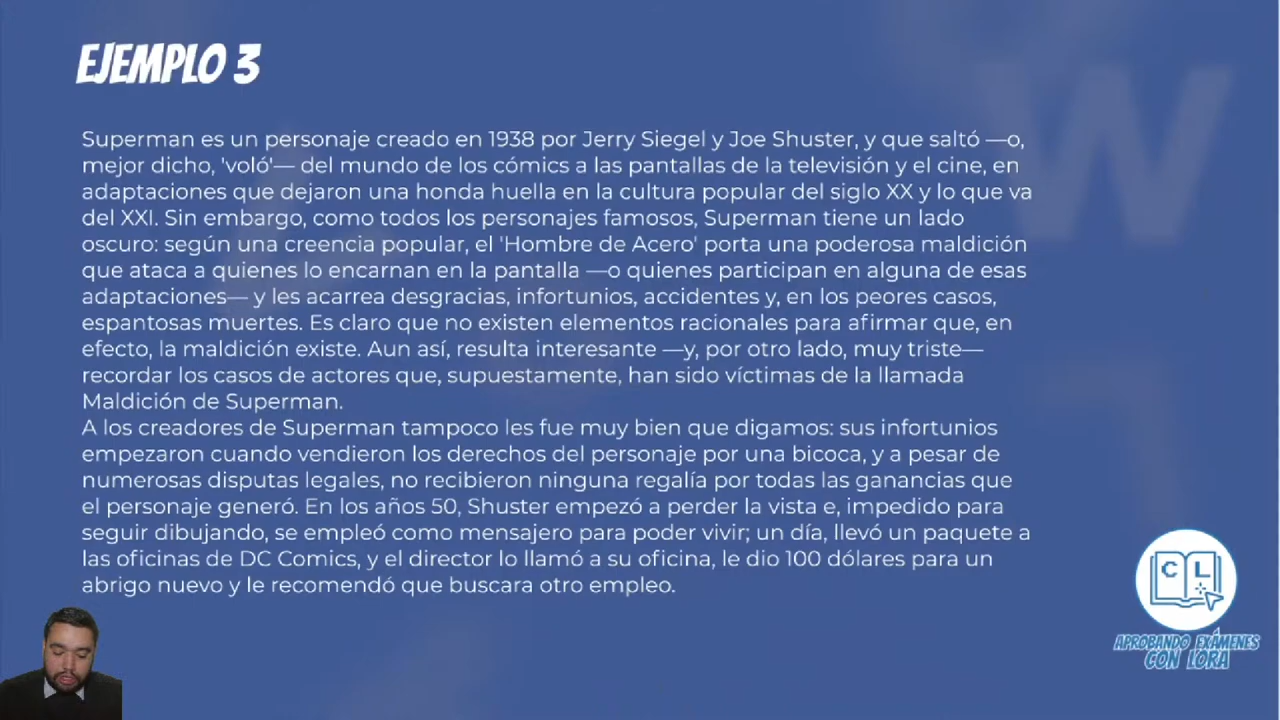 EJEMPLO 3
Superman es un personaje creado en 1938 por Jerry Siegel y Joe Shuster, y que saltó —o,
mejor dicho, 'voló'— del mundo de los cómics a las pantallas de la televisión y el cine, en
adaptaciones que dejaron una honda huella en la cultura popular del siglo XX y lo que va
del XXI. Sin embargo, como todos los personajes famosos, Superman tiene un lado
oscuro: según una creencia popular, el 'Hombre de Acero' porta una poderosa maldición
que ataca a quienes lo encarnan en la pantalla —o quienes participan en alguna de esas
adaptaciones— y les acarrea desgracias, infortunios, accidentes y, en los peores casos,
espantosas muertes. Es claro que no existen elementos racionales para afirmar que, en
efecto, la maldición existe. Aun así, resulta interesante —y, por otro lado, muy triste—
recordar los casos de actores que, supuestamente, han sido víctimas de la llamada
Maldición de Superman.
A los creadores de Superman tampoco les fue muy bien que digamos: sus infortunios
empezaron cuando vendieron los derechos del personaje por una bicoca, y a pesar de
numerosas disputas legales, no recibieron ninguna regalía por todas las ganancias que
el personaje generó. En los años 50, Shuster empezó a perder la vista e, impedido para
seguir dibujando, se empleó como mensajero para poder vivir; un día, llevó un paquete a
las oficinas de DC Comics, y el director lo llamó a su oficina, le dio 100 dólares para un
abrigo nuevo y le recomendó que buscara otro empleo.
W
C L
APROBANDO EXÁMENES
CON LORA